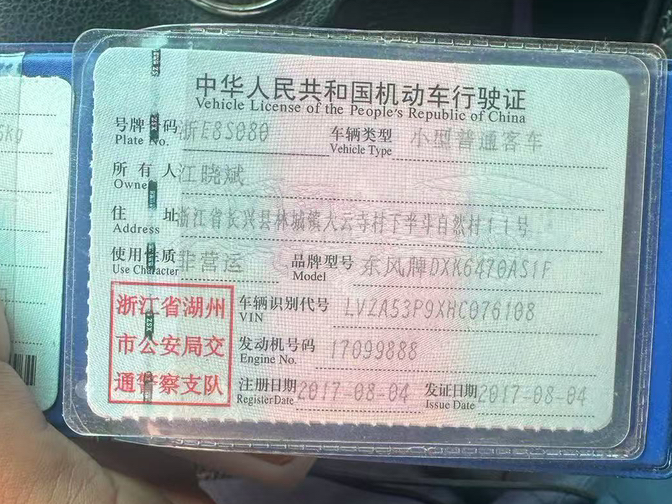 中华人民共和国机动车行驶证
Vehicle License of the People's Republic of China
号牌号码 浙E8S080 车辆类型 小型普通客车
Plate No. Vehicle Type
所有人 江晓斌
Owner
住址 浙江省长兴县林城镇大云寺村下半斗自然村11号
Address
使用性质 非营运 品牌型号 东风牌DXK6470AS1F
Use Character Model
浙江省湖州
市公安局交
通警察支队
车辆识别代号 LVZA53P9XHC076108
VIN
发动机号码 17099888
Engine No.
注册日期 2017-08-04 发证日期 2017-08-04
Register Date Issue Date